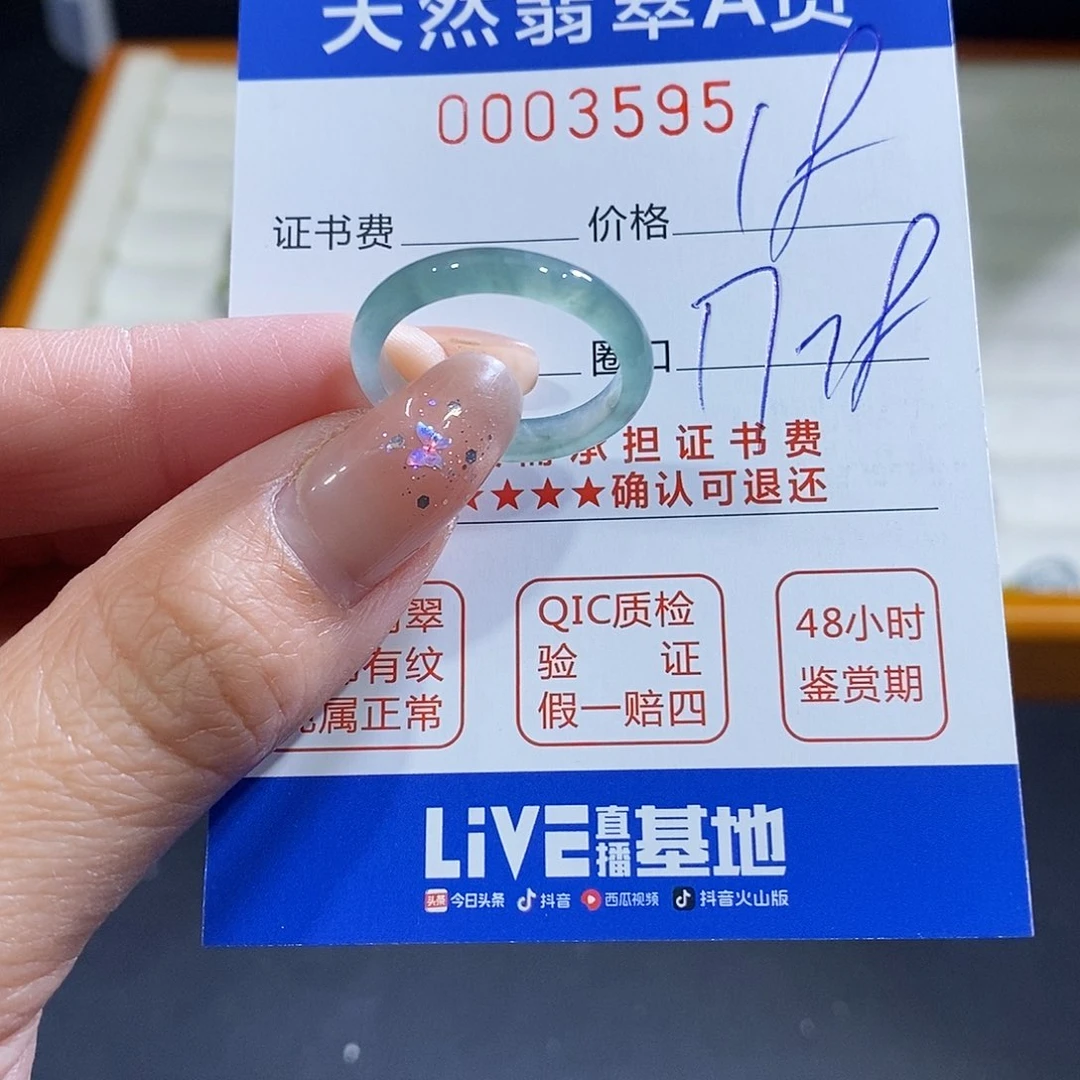 天然翡翠A货
0003595
证书费 价格
圈口
承担证书费
★★★★确认可退还
翡翠
有纹
属正常
QIC质检
验 证
假一赔四
48小时
鉴赏期
LiVE直播基地
头条 今日头条 抖音 西瓜视频 抖音火山版